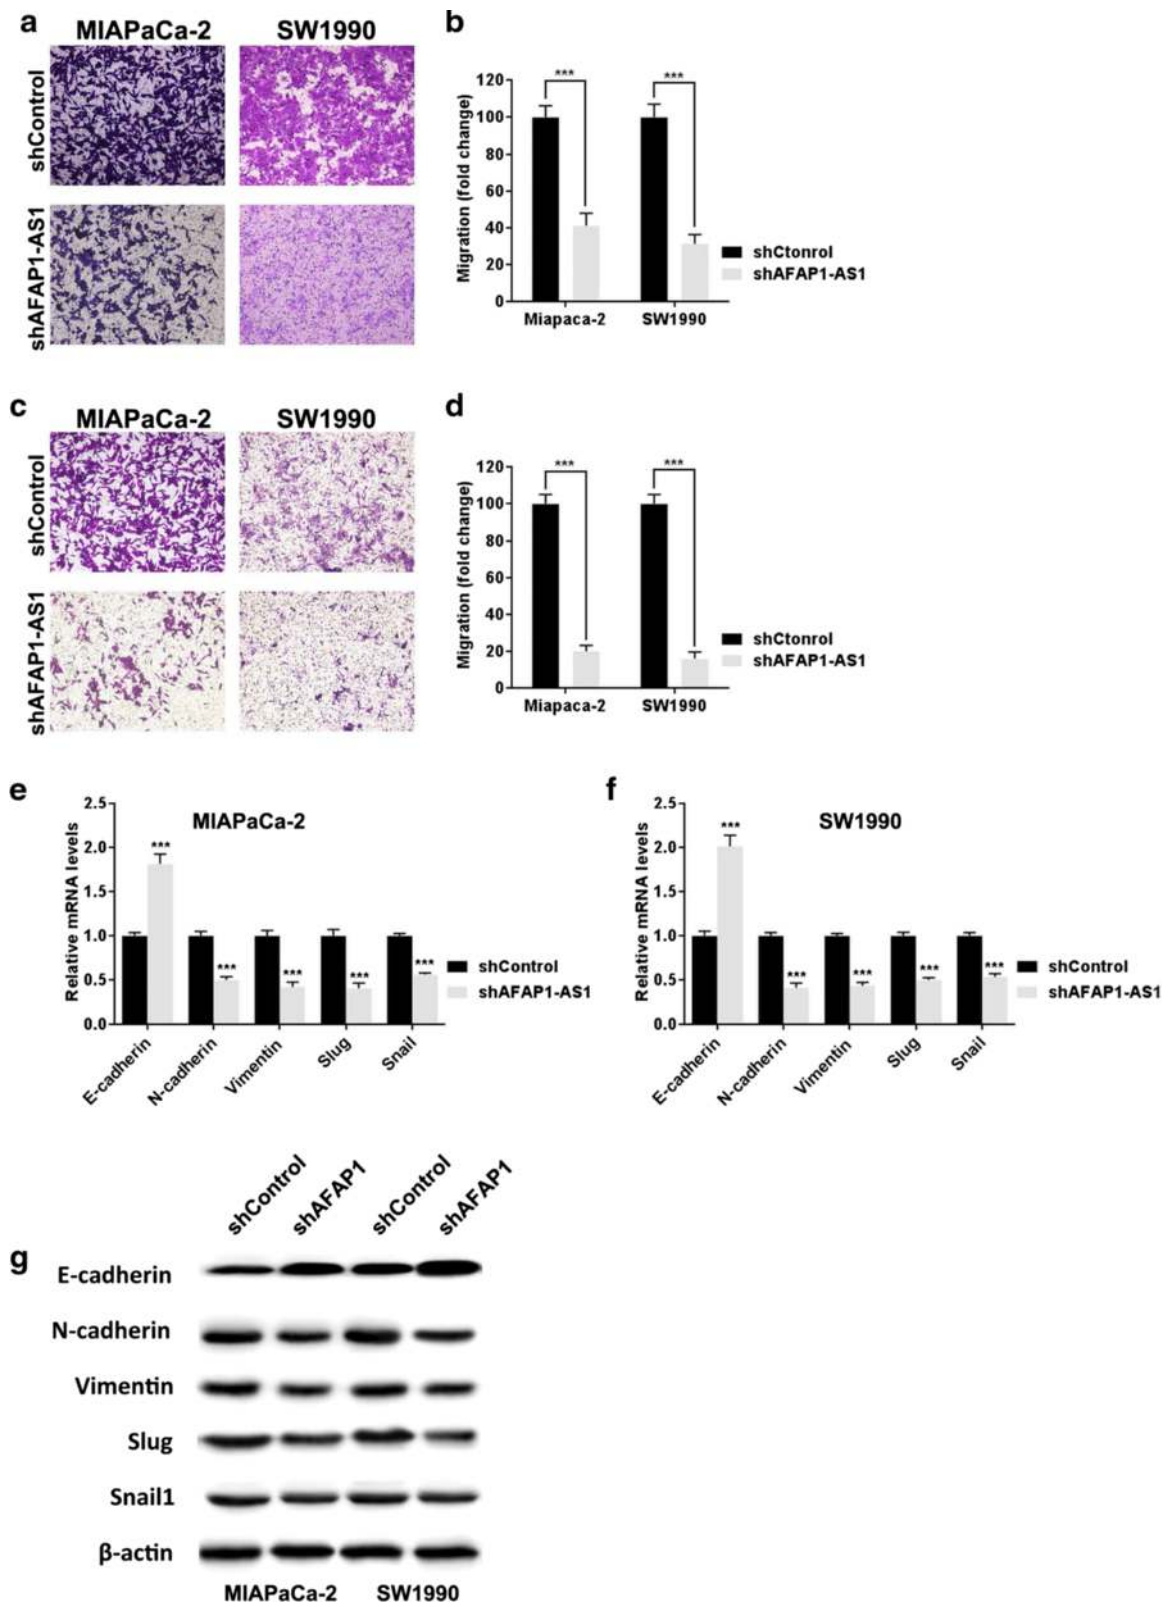 a
MIAPaCa-2 SW1990
shControl
shAFAP1-AS1
b
Migration (fold change)
120
100
80
60
40
20
0
***
***
Miapaca-2 SW1990
shCtonrol
shAFAP1-AS1
c
MIAPaCa-2 SW1990
shControl
shAFAP1-AS1
d
Migration (fold change)
120
100
80
60
40
20
0
***
***
Miapaca-2 SW1990
shCtonrol
shAFAP1-AS1
e
MIAPaCa-2
Relative mRNA levels
2.5
2.0
1.5
1.0
0.5
0.0
*** *** *** *** ***
E-cadherin N-cadherin Vimentin Slug Snail
shControl
shAFAP1-AS1
f
SW1990
Relative mRNA levels
2.5
2.0
1.5
1.0
0.5
0.0
*** *** *** *** ***
E-cadherin N-cadherin Vimentin Slug Snail
shControl
shAFAP1-AS1
g
shControl shAFAP1 shControl shAFAP1
E-cadherin
N-cadherin
Vimentin
Slug
Snail1
β-actin
MIAPaCa-2 SW1990